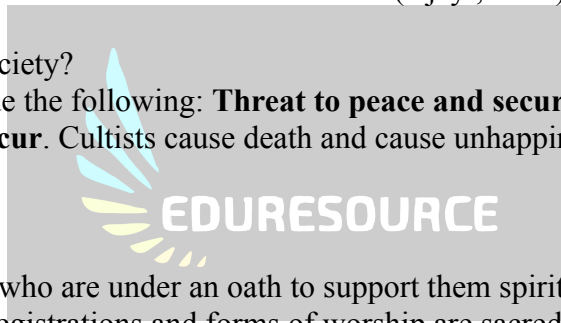 ciety?
e the following: Threat to peace and secur
cur. Cultists cause death and cause unhappin
EDURESOURCE
who are under an oath to support them spirit
egistrations and forms of worship are sacred